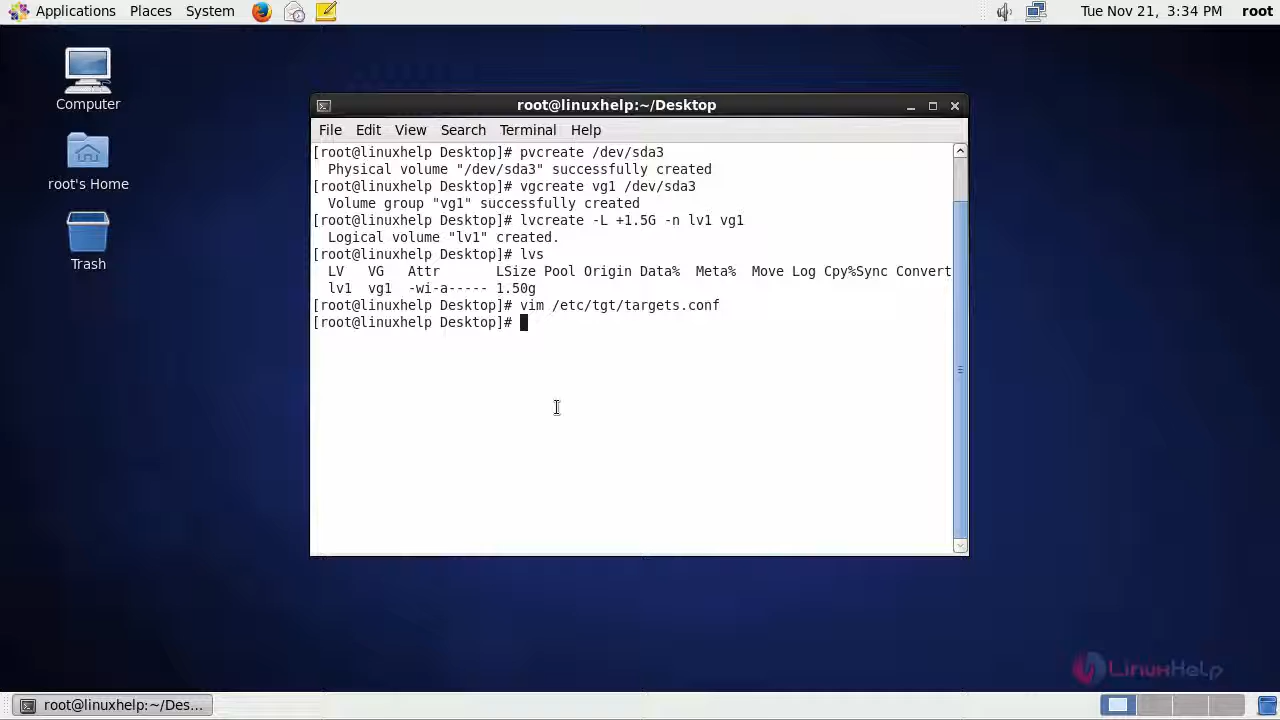 Applications Places System Tue Nov 21, 3:34 PM root
Computer
root's Home
Trash
root@linuxhelp:~/Desktop
File Edit View Search Terminal Help
[root@linuxhelp Desktop]# pvcreate /dev/sda3
Physical volume "/dev/sda3" successfully created
[root@linuxhelp Desktop]# vgcreate vg1 /dev/sda3
Volume group "vg1" successfully created
[root@linuxhelp Desktop]# lvcreate -L +1.5G -n lv1 vg1
Logical volume "lv1" created.
[root@linuxhelp Desktop]# lvs
LV VG Attr LSize Pool Origin Data% Meta% Move Log Cpy%Sync Convert
lv1 vg1 -wi-a----- 1.50g
[root@linuxhelp Desktop]# vim /etc/tgt/targets.conf
[root@linuxhelp Desktop]#
LinuxHelp
root@linuxhelp:~/Des...